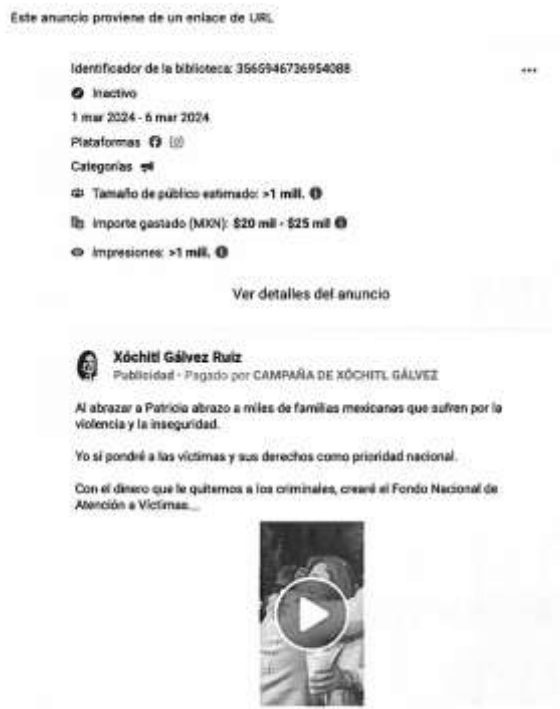 Este anuncio proviene de un enlace de URL
Identificador de la biblioteca: 3565946736954088
Inactivo
1 mar 2024 - 6 mar 2024
Plataformas
Categorías
Tamaño de público estimado: >1 mill.
Importe gastado (MXN): $20 mil - $25 mil
Impresiones: >1 mill.
Ver detalles del anuncio
Xóchitl Gálvez Ruiz
Publicidad · Pagado por CAMPAÑA DE XÓCHITL GÁLVEZ
Al abrazar a Patricia abrazo a miles de familias mexicanas que sufren por la
violencia y la inseguridad.
Yo sí pondré a las víctimas y sus derechos como prioridad nacional.
Con el dinero que le quitemos a los criminales, crearé el Fondo Nacional de
Atención a Víctimas...